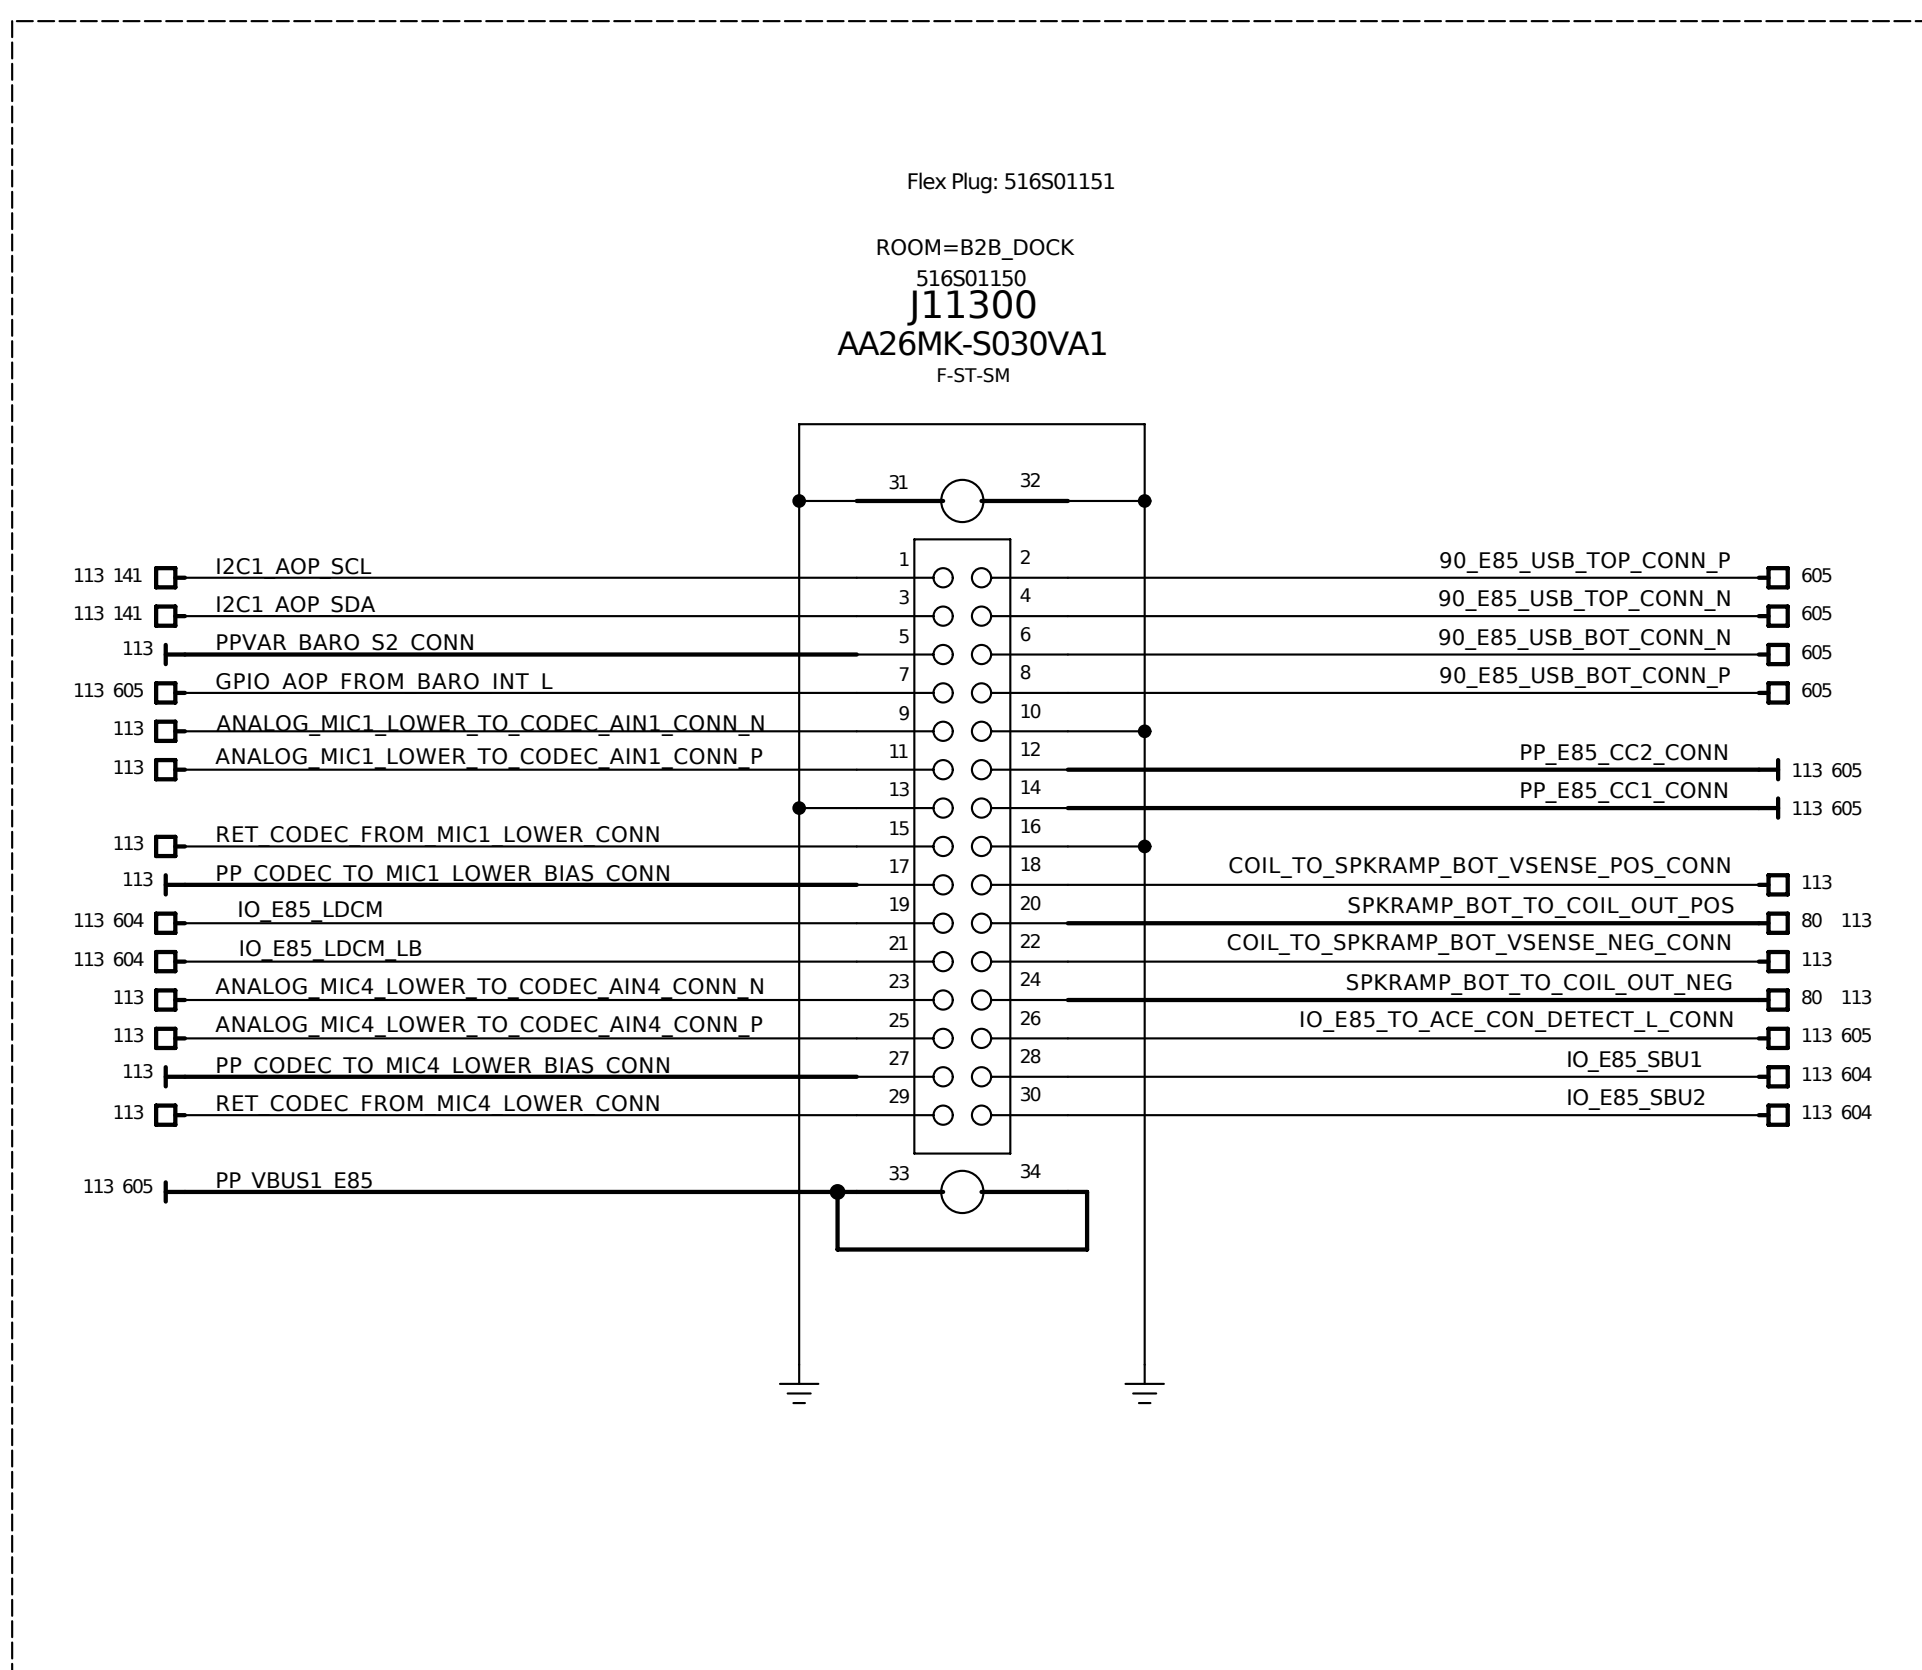 Flex Plug: 516S01151
ROOM=B2B_DOCK
516S01150
J11300
AA26MK-S030VA1
F-ST-SM
31 32
113 141 I2C1_AOP_SCL 1 2 90_E85_USB_TOP_CONN_P 605
113 141 I2C1_AOP_SDA 3 4 90_E85_USB_TOP_CONN_N 605
113 PPVAR_BARO_S2_CONN 5 6 90_E85_USB_BOT_CONN_N 605
113 605 GPIO_AOP_FROM_BARO_INT_L 7 8 90_E85_USB_BOT_CONN_P 605
113 ANALOG_MIC1_LOWER_TO_CODEC_AIN1_CONN_N 9 10
113 ANALOG_MIC1_LOWER_TO_CODEC_AIN1_CONN_P 11 12 PP_E85_CC2_CONN 113 605
13 14 PP_E85_CC1_CONN 113 605
113 RET_CODEC_FROM_MIC1_LOWER_CONN 15 16
113 PP_CODEC_TO_MIC1_LOWER_BIAS_CONN 17 18 COIL_TO_SPKRAMP_BOT_VSENSE_POS_CONN 113
113 604 IO_E85_LDCM 19 20 SPKRAMP_BOT_TO_COIL_OUT_POS 80 113
113 604 IO_E85_LDCM_LB 21 22 COIL_TO_SPKRAMP_BOT_VSENSE_NEG_CONN 113
113 ANALOG_MIC4_LOWER_TO_CODEC_AIN4_CONN_N 23 24 SPKRAMP_BOT_TO_COIL_OUT_NEG 80 113
113 ANALOG_MIC4_LOWER_TO_CODEC_AIN4_CONN_P 25 26 IO_E85_TO_ACE_CON_DETECT_L_CONN 113 605
113 PP_CODEC_TO_MIC4_LOWER_BIAS_CONN 27 28 IO_E85_SBU1 113 604
113 RET_CODEC_FROM_MIC4_LOWER_CONN 29 30 IO_E85_SBU2 113 604
113 605 PP_VBUS1_E85 33 34